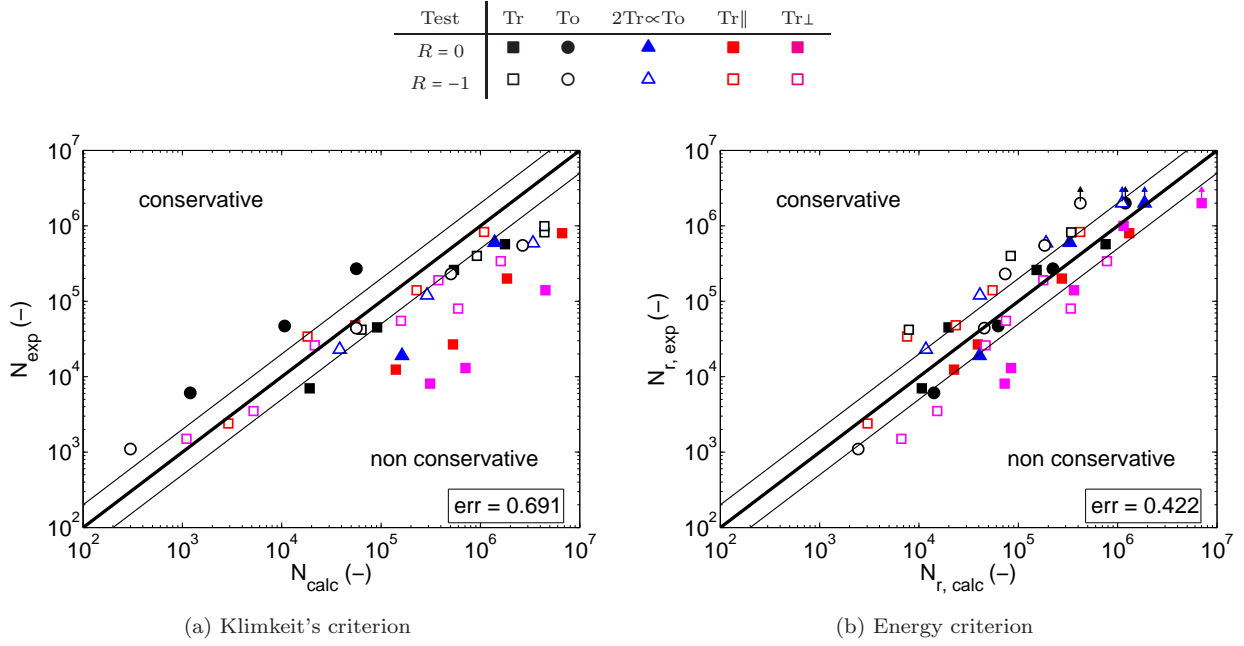 Test Tr To 2Tr∝To Tr∥ Tr⊥
R = 0
R = −1
10^7
10^6
10^5
10^4
10^3
10^2
N_exp (−)
conservative
non conservative
err = 0.691
10^2 10^3 10^4 10^5 10^6 10^7
N_calc (−)
(a) Klimkeit's criterion
10^7
10^6
10^5
10^4
10^3
10^2
N_r, exp (−)
conservative
non conservative
err = 0.422
10^2 10^3 10^4 10^5 10^6 10^7
N_r, calc (−)
(b) Energy criterion